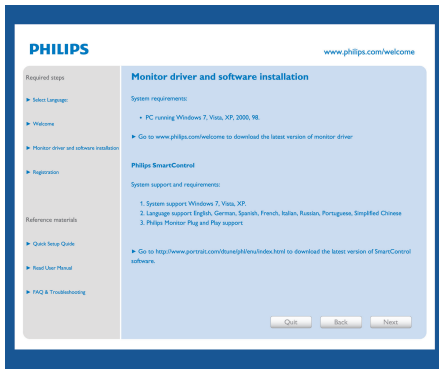 PHILIPS
www.philips.com/welcome
Required steps
► Select Language:
► Welcome
► Monitor driver and software installation
► Registration
Reference materials
► Quick Setup Guide
► Read User Manual
► FAQ & Troubleshooting
Monitor driver and software installation
System requirements:
• PC running Windows 7, Vista, XP, 2000, 98.
► Go to www.philips.com/welcome to download the latest version of monitor driver
Philips SmartControl
System support and requirements:
1. System support Windows 7, Vista, XP.
2. Language support English, German, Spanish, French, Italian, Russian, Portuguese, Simplified Chinese
3. Philips Monitor Plug and Play support
► Go to http://www.portrait.com/dtune/phl/enu/index.html to download the latest version of SmartControl
software.
Quit
Back
Next